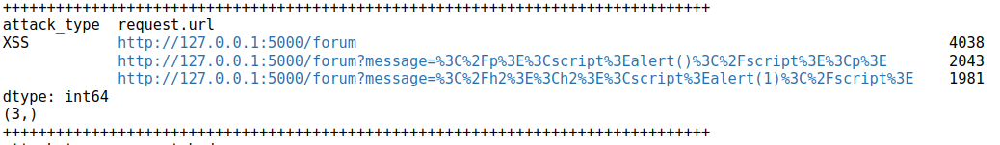 ++++++++++++++++++++++++++++++++++++++++++++++++++++++++++++++++++++++++++++++++
attack_type  request.url
XSS          http://127.0.0.1:5000/forum                                                                   4038
             http://127.0.0.1:5000/forum?message=%3C%2Fp%3E%3Cscript%3Ealert()%3C%2Fscript%3E%3Cp%3E       2043
             http://127.0.0.1:5000/forum?message=%3C%2Fh2%3E%3Ch2%3E%3Cscript%3Ealert(1)%3C%2Fscript%3E    1981
dtype: int64
(3,)
++++++++++++++++++++++++++++++++++++++++++++++++++++++++++++++++++++++++++++++++